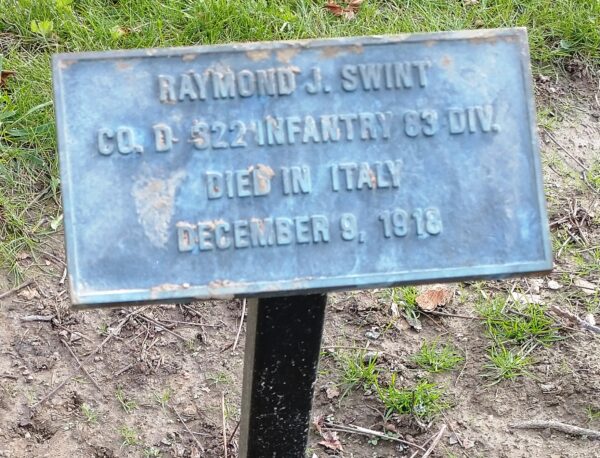 RAYMOND J. SWINT
CO. D 322 INFANTRY 83 DIV.
DIED IN ITALY
DECEMBER 9, 1918